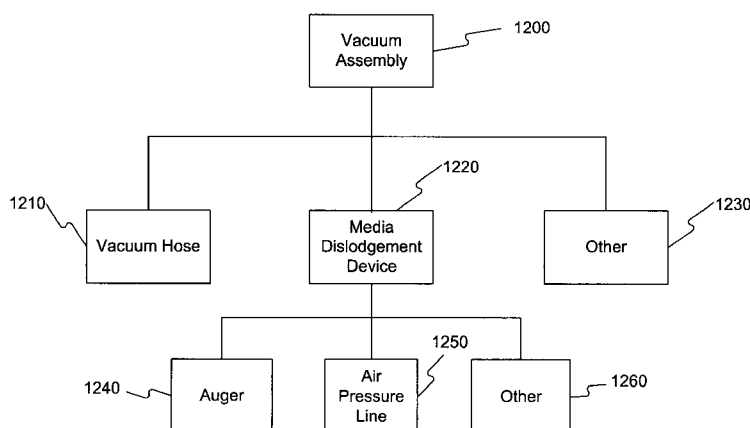 Vacuum
Assembly
1200
1210
Vacuum Hose
Media
Dislodgement
Device
1220
Other
1230
1240
Auger
Air
Pressure
Line
1250
Other
1260